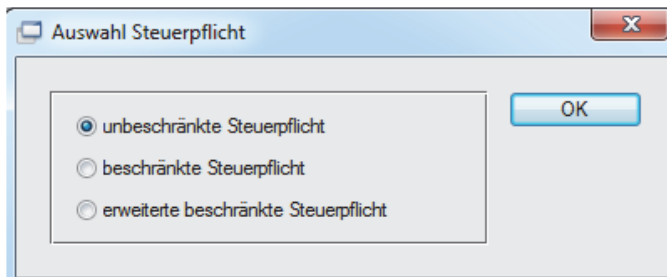 Auswahl Steuerpflicht
unbeschränkte Steuerpflicht
OK
beschränkte Steuerpflicht
erweiterte beschränkte Steuerpflicht